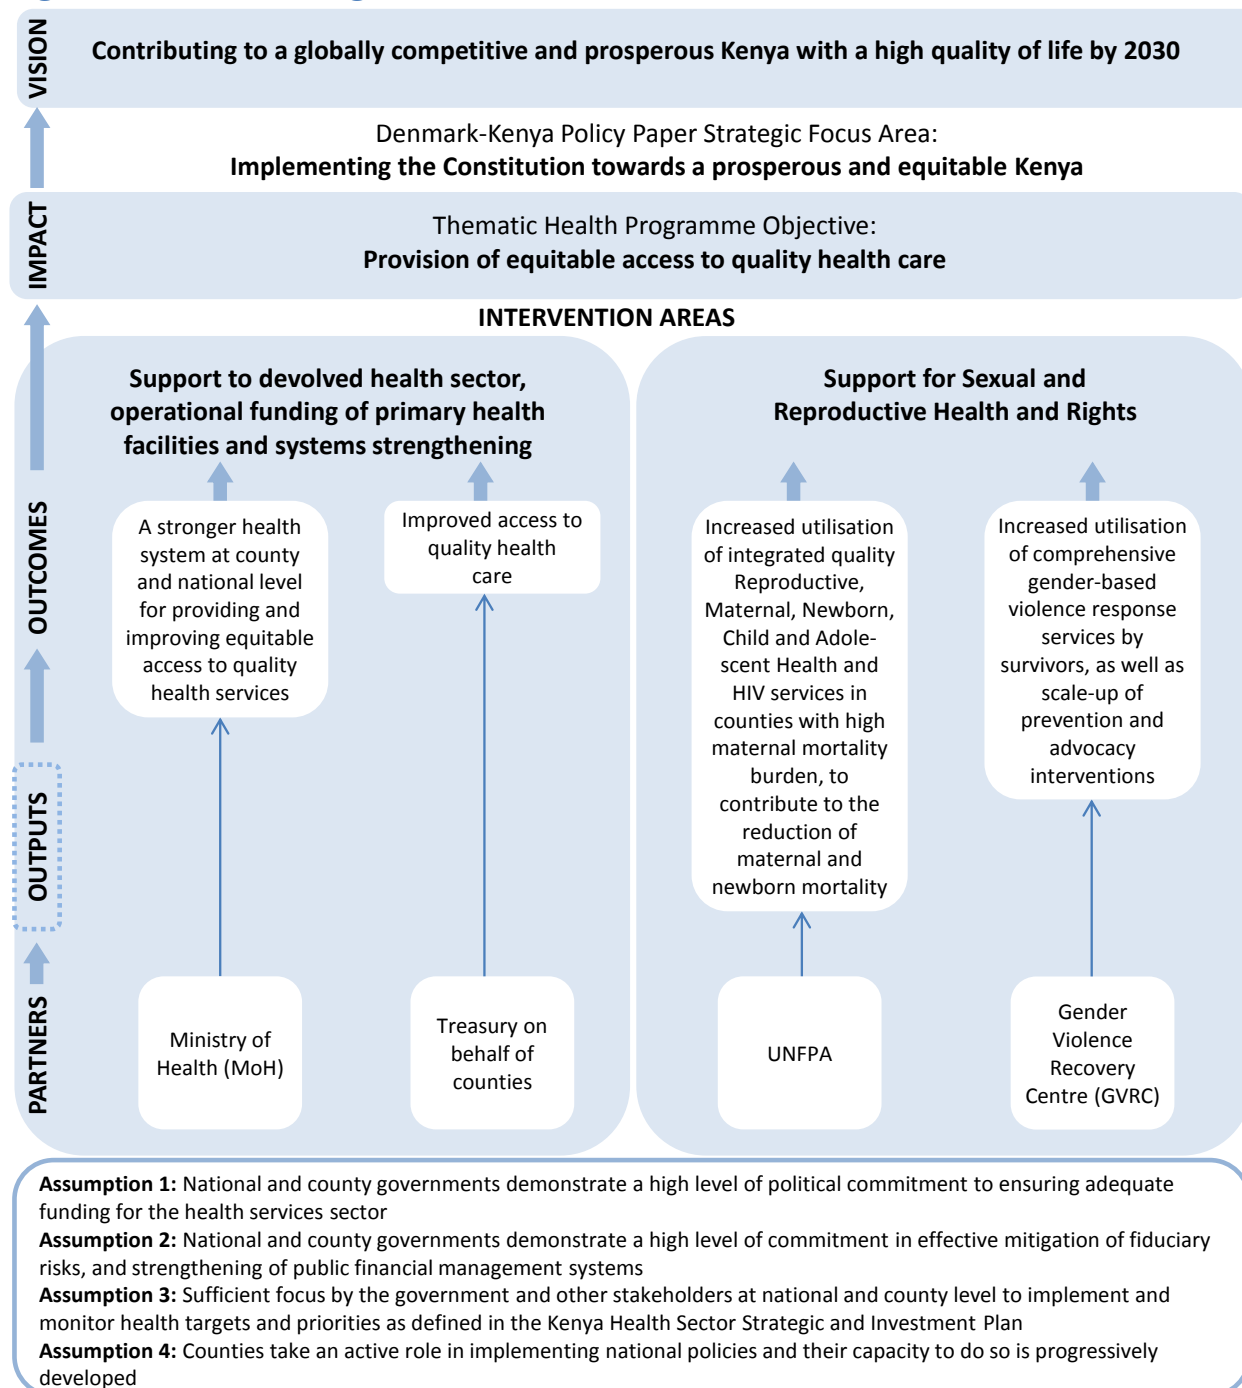 VISION
Contributing to a globally competitive and prosperous Kenya with a high quality of life by 2030
Denmark-Kenya Policy Paper Strategic Focus Area:
Implementing the Constitution towards a prosperous and equitable Kenya
IMPACT
Thematic Health Programme Objective:
Provision of equitable access to quality health care
INTERVENTION AREAS
Support to devolved health sector,
operational funding of primary health
facilities and systems strengthening
Support for Sexual and
Reproductive Health and Rights
OUTCOMES
A stronger health
system at county
and national level
for providing and
improving equitable
access to quality
health services
Improved access to
quality health
care
Increased utilisation
of integrated quality
Reproductive,
Maternal, Newborn,
Child and Adole-
scent Health and
HIV services in
counties with high
maternal mortality
burden, to
contribute to the
reduction of
maternal and
newborn mortality
Increased utilisation
of comprehensive
gender-based
violence response
services by
survivors, as well as
scale-up of
prevention and
advocacy
interventions
OUTPUTS
PARTNERS
Ministry of
Health (MoH)
Treasury on
behalf of
counties
UNFPA
Gender
Violence
Recovery
Centre (GVRC)
Assumption 1: National and county governments demonstrate a high level of political commitment to ensuring adequate
funding for the health services sector
Assumption 2: National and county governments demonstrate a high level of commitment in effective mitigation of fiduciary
risks, and strengthening of public financial management systems
Assumption 3: Sufficient focus by the government and other stakeholders at national and county level to implement and
monitor health targets and priorities as defined in the Kenya Health Sector Strategic and Investment Plan
Assumption 4: Counties take an active role in implementing national policies and their capacity to do so is progressively
developed